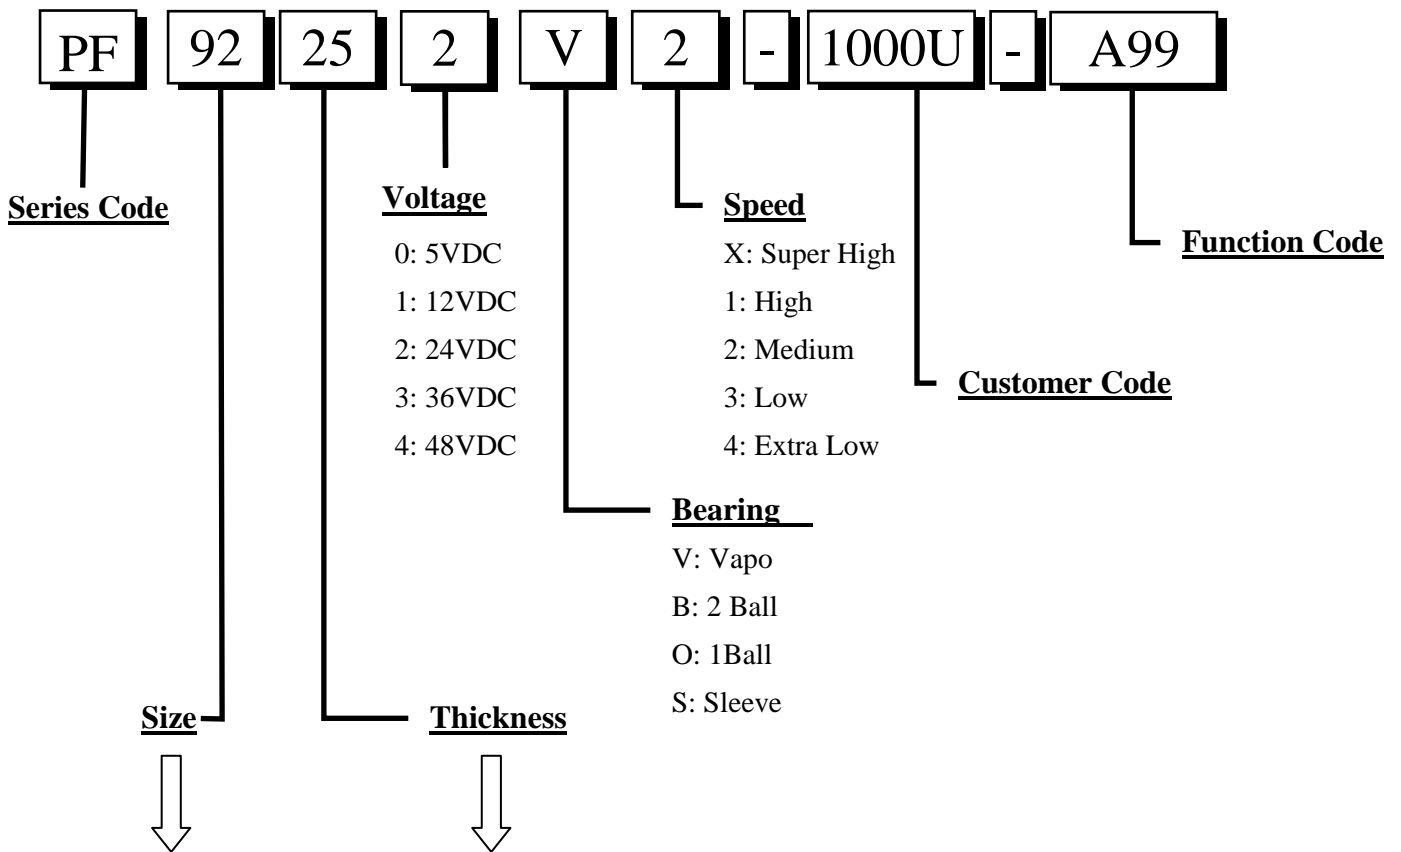 PF 92 25 2 V 2 - 1000U - A99
Series Code
Voltage
0: 5VDC
1: 12VDC
2: 24VDC
3: 36VDC
4: 48VDC
Speed
X: Super High
1: High
2: Medium
3: Low
4: Extra Low
Function Code
Customer Code
Bearing
V: Vapo
B: 2 Ball
O: 1Ball
S: Sleeve
Size
Thickness